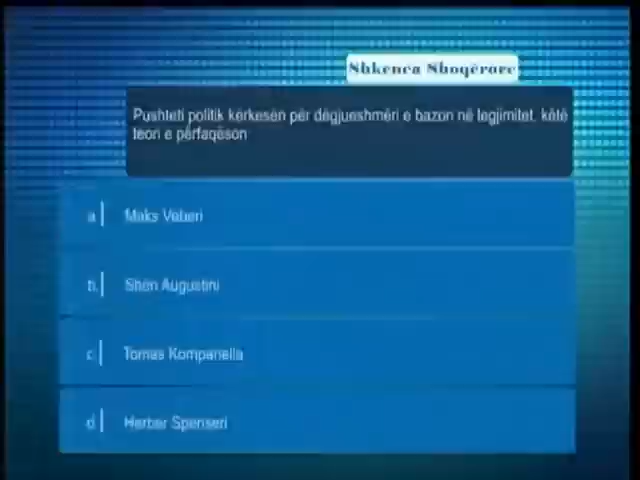 Shkenca Shoqërore
Pushteti politik kërkesën për dëgjueshmëri e bazon në legjimitet, këtë
teori e përfaqëson
a Maks Veberi
b. Shën Augustini
c. Tomas Kompanella
d Herber Spenseri